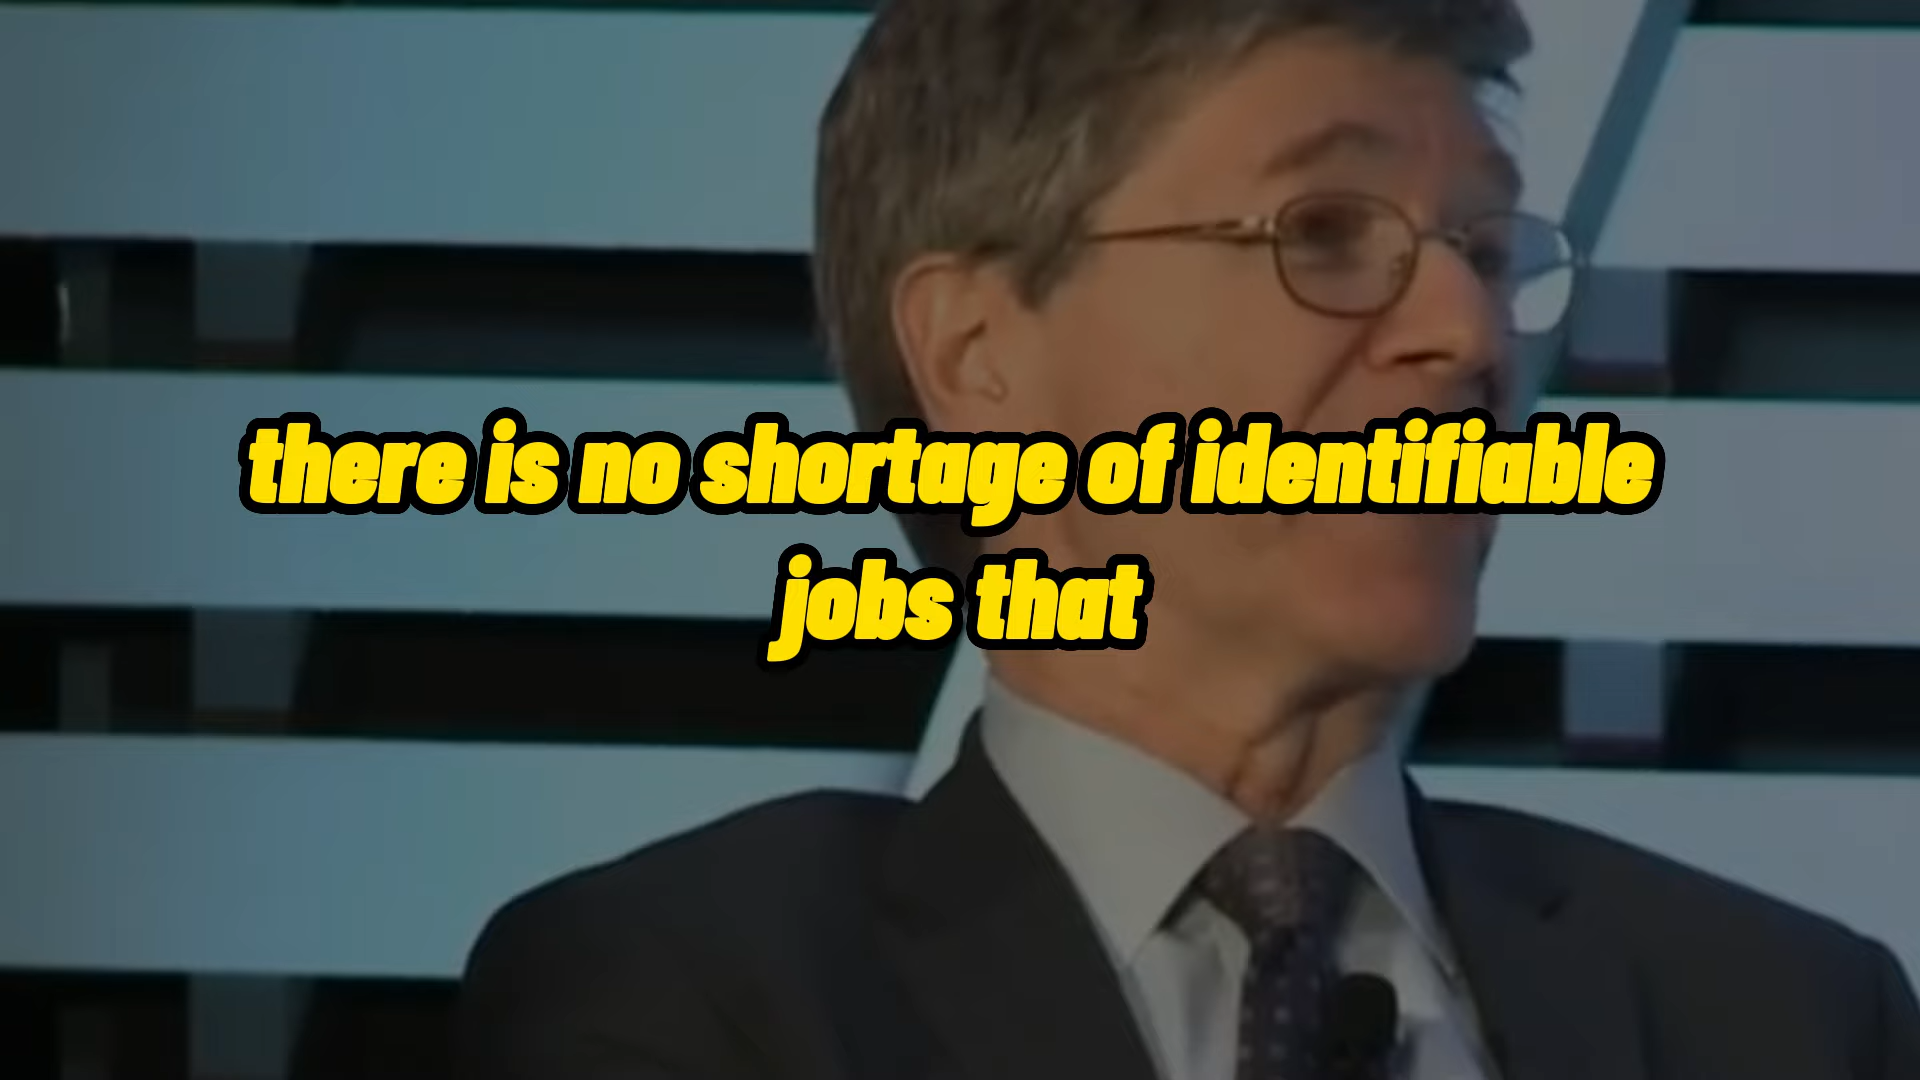 there is no shortage of identifiable
jobs that